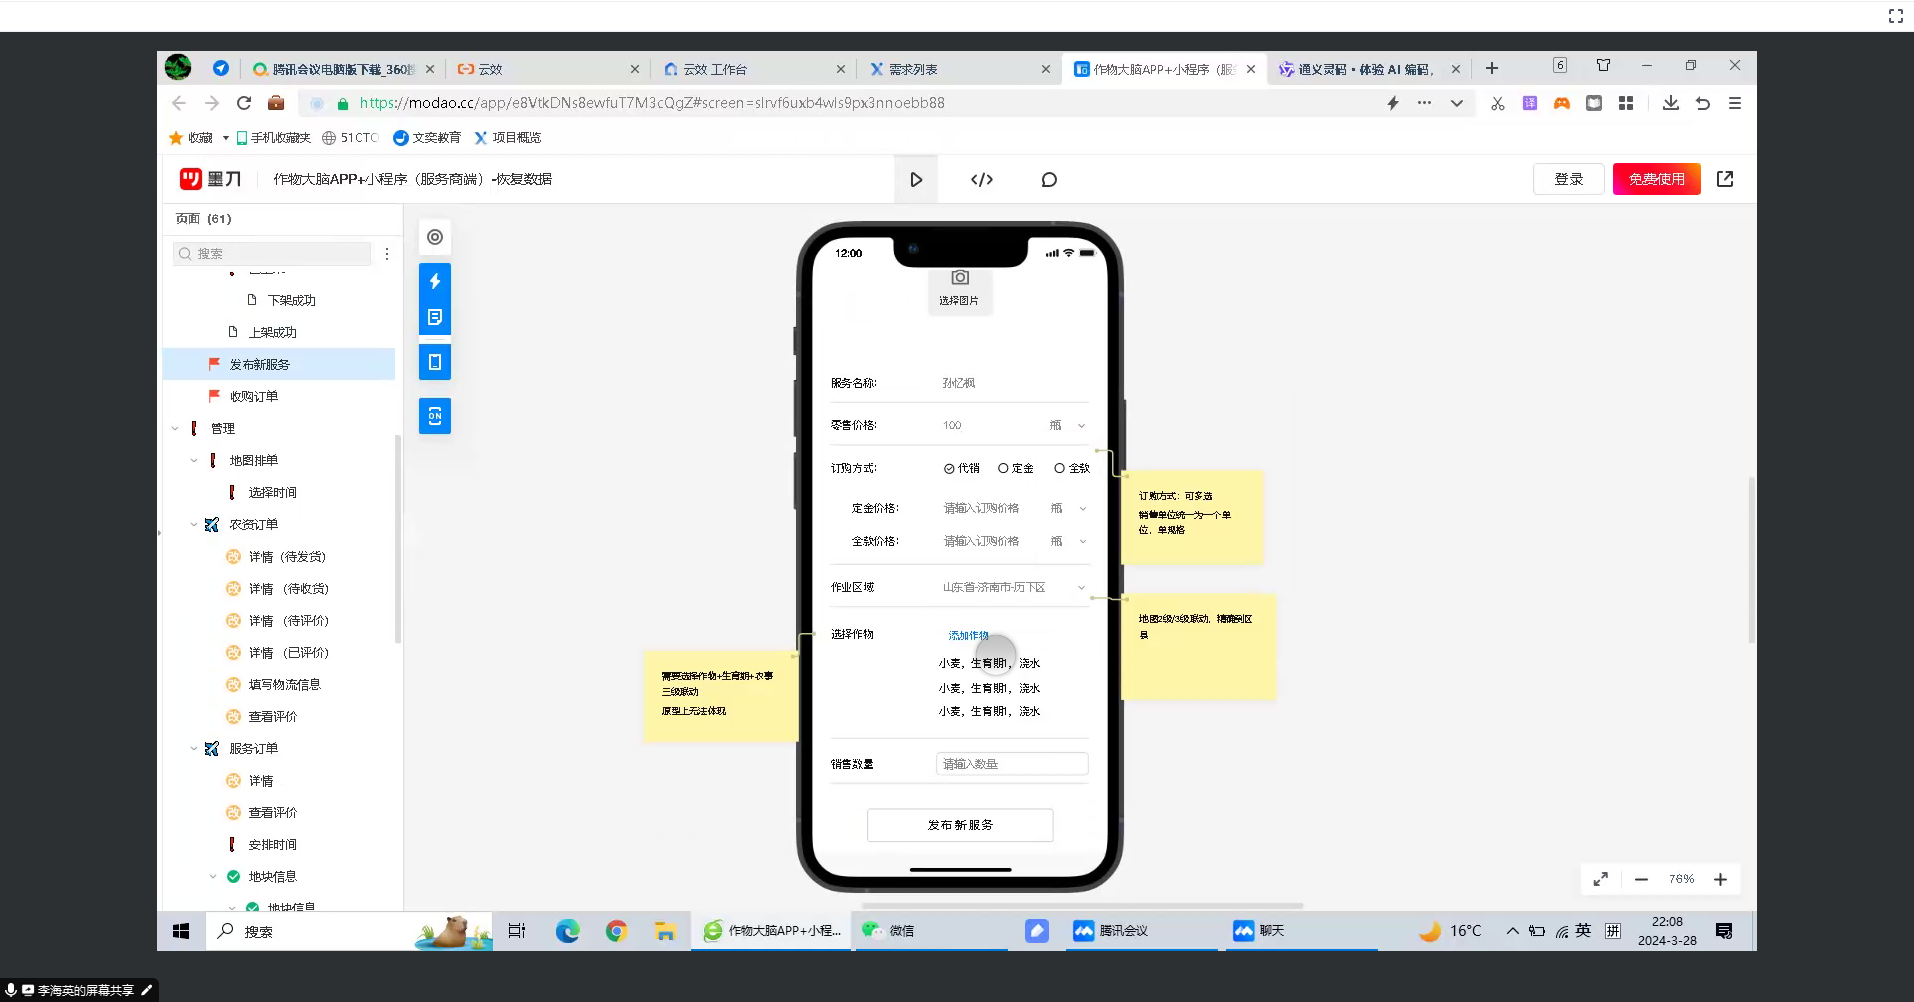 腾讯会议电脑版下载_360搜
云效
云效 工作台
需求列表
作物大脑APP+小程序（服务
通义灵码・体验 AI 编码，
6
https://modao.cc/app/e8VtkDNs8ewfuT7M3cQgZ#screen=slrvf6uxb4wls9px3nnoebb88
译
收藏
手机收藏夹
51CTO
文奕教育
项目概览
墨刀
作物大脑APP+小程序（服务商端）-恢复数据
登录
免费使用
页面 (61)
搜索
下架成功
上架成功
发布新服务
收购订单
管理
地图排单
选择时间
农资订单
详情（待发货）
详情 （待收货）
详情 （待评价）
详情 （已评价）
填写物流信息
查看评价
服务订单
详情
查看评价
安排时间
地块信息
地块信息
ON
12:00
选择图片
服务名称:
孙忆枫
零售价格:
100
瓶
订购方式:
代销
定金
全款
定金价格:
请输入订购价格
瓶
全款价格:
请输入订购价格
瓶
作业区域
山东省-济南市-历下区
选择作物
添加作物
小麦，生育期1，浇水
小麦，生育期1，浇水
小麦，生育期1，浇水
销售数量
请输入数量
发布新服务
订购方式：可多选
销售单位统一为一个单
位，单规格
地图2级/3级联动，精确到区
县
需要选择作物+生育期+农事
三级联动
原型上无法体现
76%
搜索
作物大脑APP+小程...
微信
腾讯会议
聊天
16°C
英
拼
22:08
2024-3-28
李海英的屏幕共享